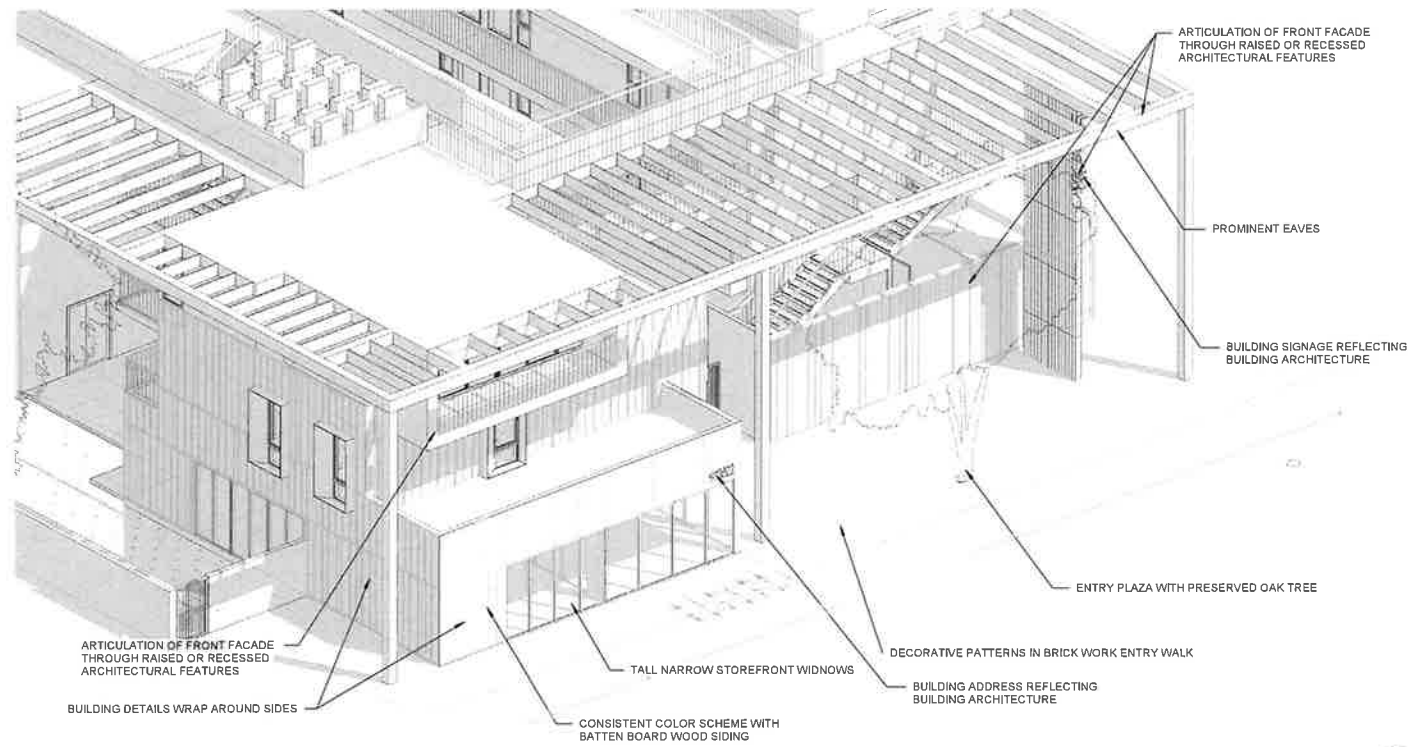 ARTICULATION OF FRONT FACADE
THROUGH RAISED OR RECESSED
ARCHITECTURAL FEATURES
PROMINENT EAVES
BUILDING SIGNAGE REFLECTING
BUILDING ARCHITECTURE
ENTRY PLAZA WITH PRESERVED OAK TREE
DECORATIVE PATTERNS IN BRICK WORK ENTRY WALK
BUILDING ADDRESS REFLECTING
BUILDING ARCHITECTURE
TALL NARROW STOREFRONT WIDNOWS
CONSISTENT COLOR SCHEME WITH
BATTEN BOARD WOOD SIDING
ARTICULATION OF FRONT FACADE
THROUGH RAISED OR RECESSED
ARCHITECTURAL FEATURES
BUILDING DETAILS WRAP AROUND SIDES